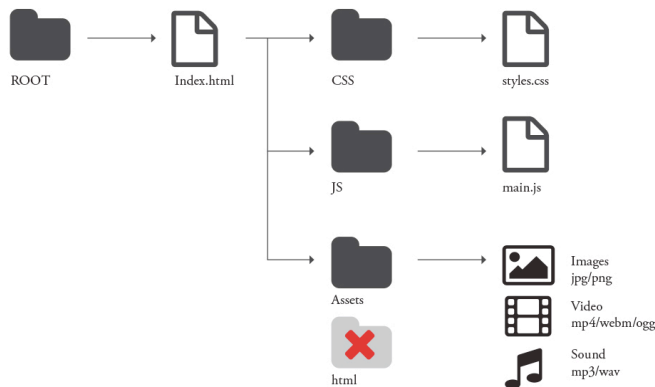 ROOT
Index.html
CSS
styles.css
JS
main.js
Assets
Images
jpg/png
Video
mp4/webm/ogg
html
Sound
mp3/wav